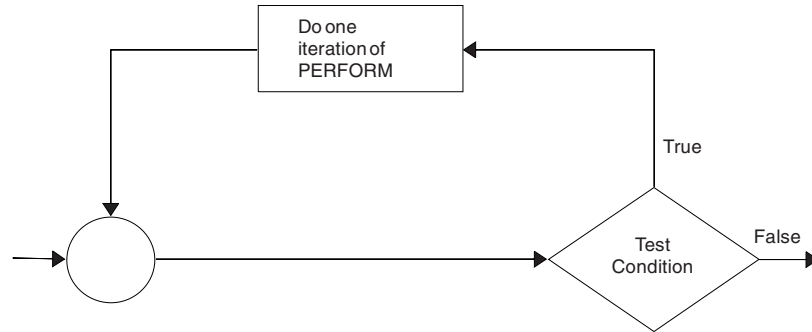 Do one
iteration of
PERFORM
True
Test
Condition
False